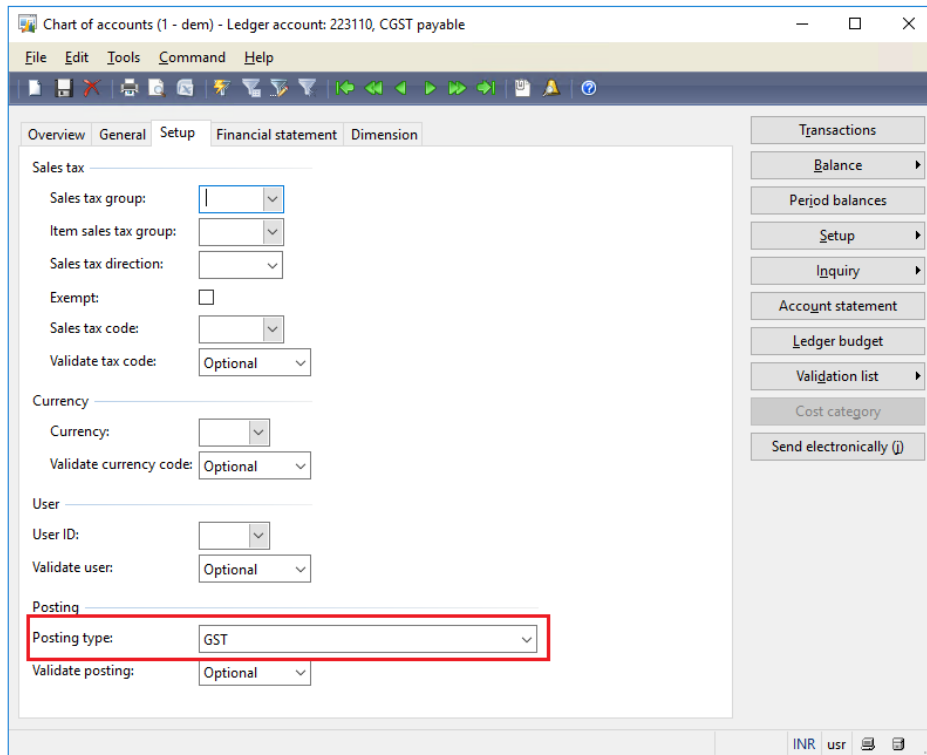 Chart of accounts (1 - dem) - Ledger account: 223110, CGST payable
File Edit Tools Command Help
Overview General Setup Financial statement Dimension
Sales tax
Sales tax group:
Item sales tax group:
Sales tax direction:
Exempt:
Sales tax code:
Validate tax code: Optional
Currency
Currency:
Validate currency code: Optional
User
User ID:
Validate user: Optional
Posting
Posting type: GST
Validate posting: Optional
Transactions
Balance
Period balances
Setup
Inquiry
Account statement
Ledger budget
Validation list
Cost category
Send electronically (j)
INR usr